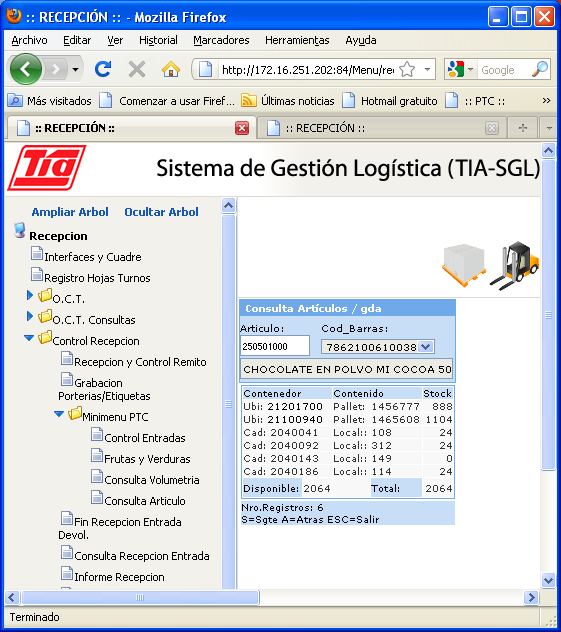 :: RECEPCIÓN :: - Mozilla Firefox
Archivo Editar Ver Historial Marcadores Herramientas Ayuda
http://172.16.251.202:84/Menu/re Google
Más visitados Comenzar a usar Firef... Últimas noticias Hotmail gratuito :: PTC :: »
:: RECEPCIÓN :: :: RECEPCIÓN ::
Tia Sistema de Gestión Logística (TIA-SGL)
Ampliar Arbol Ocultar Arbol
Recepcion
Interfaces y Cuadre
Registro Hojas Turnos
O.C.T.
O.C.T. Consultas
Control Recepcion
Recepcion y Control Remito
Grabacion
Porterias/Etiquetas
Minimenu PTC
Control Entradas
Frutas y Verduras
Consulta Volumetria
Consulta Articulo
Fin Recepcion Entrada
Devol.
Consulta Recepcion Entrada
Informe Recepcion
Consulta Artículos / gda
Articulo: Cod_Barras:
250501000 7862100610038
CHOCOLATE EN POLVO MI COCOA 50
Contenedor Contenido Stock
Ubi: 21201700 Pallet: 1456777 888
Ubi: 21100940 Pallet: 1465608 1104
Cad: 2040041 Local:: 108 24
Cad: 2040092 Local:: 312 24
Cad: 2040143 Local:: 149 0
Cad: 2040186 Local:: 114 24
Disponible: 2064 Total: 2064
Nro.Registros: 6
S=Sgte A=Atras ESC=Salir
Terminado